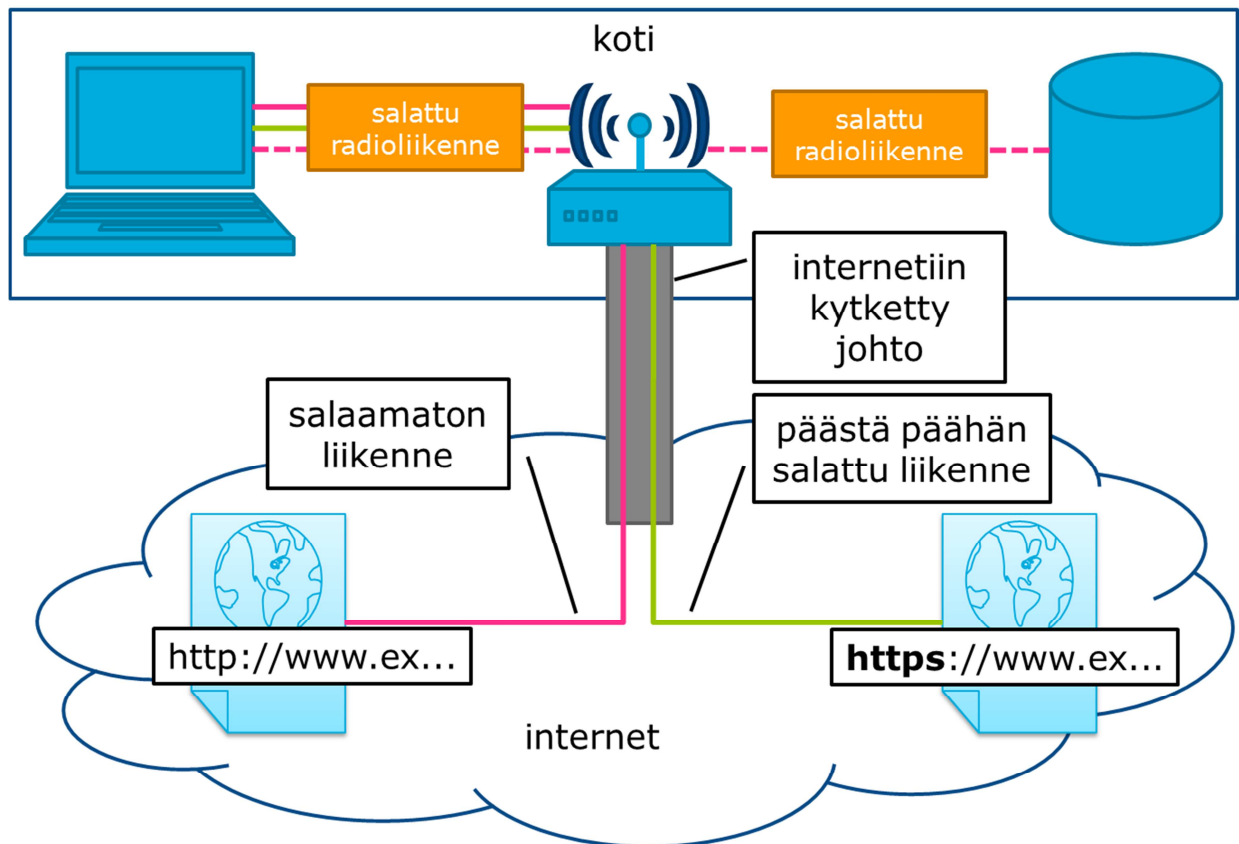 koti
salattu
radioliikenne
salattu
radioliikenne
internetiin
kytketty
johto
salaamaton
liikenne
päästä päähän
salattu liikenne
http://www.ex...
https://www.ex...
internet